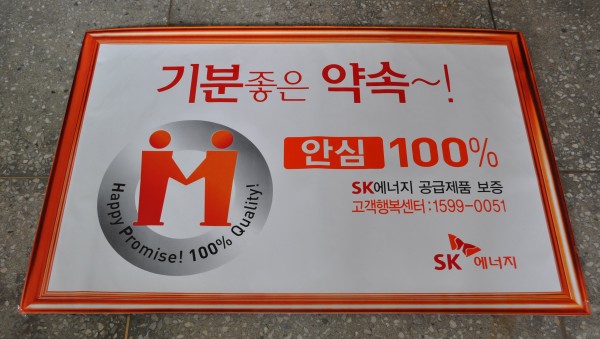 기분좋은 약속~!
안심 100%
SK에너지 공급제품 보증
고객행복센터:1599-0051
Happy Promise! 100% Quality!
SK 에너지